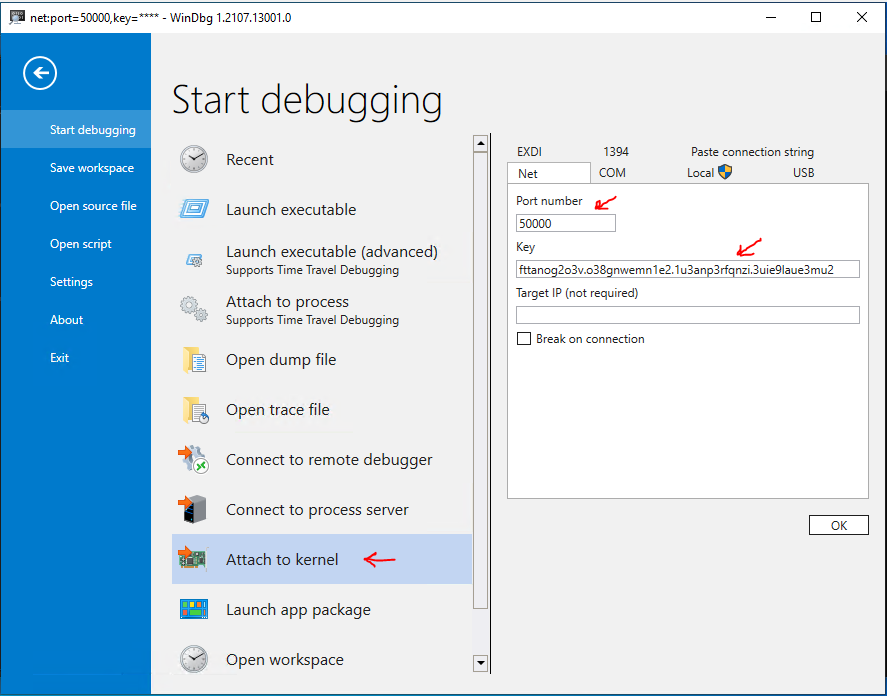 net:port=50000,key=**** - WinDbg 1.2107.13001.0
Start debugging
Save workspace
Open source file
Open script
Settings
About
Exit
Start debugging
Recent
Launch executable
Launch executable (advanced)
Supports Time Travel Debugging
Attach to process
Supports Time Travel Debugging
Open dump file
Open trace file
Connect to remote debugger
Connect to process server
Attach to kernel
Launch app package
Open workspace
EXDI 1394 Paste connection string
Net COM Local USB
Port number
50000
Key
fttanog2o3v.o38gnwemn1e2.1u3anp3rfqnzi.3uie9laue3mu2
Target IP (not required)
Break on connection
OK